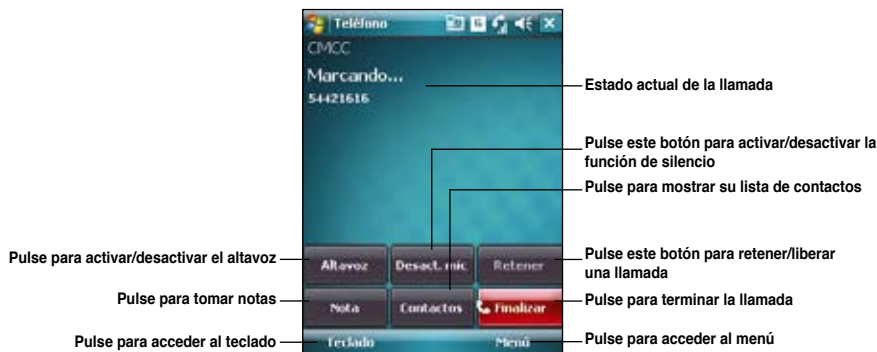 Teléfono
CMCC
Marcando...
54421616
Estado actual de la llamada
Pulse este botón para activar/desactivar la
función de silencio
Pulse para mostrar su lista de contactos
Pulse para activar/desactivar el altavoz
Altavoz
Desact. mic
Retener
Pulse este botón para retener/liberar
una llamada
Pulse para tomar notas
Nota
Contactos
Finalizar
Pulse para terminar la llamada
Pulse para acceder al teclado
Teclado
Menú
Pulse para acceder al menú